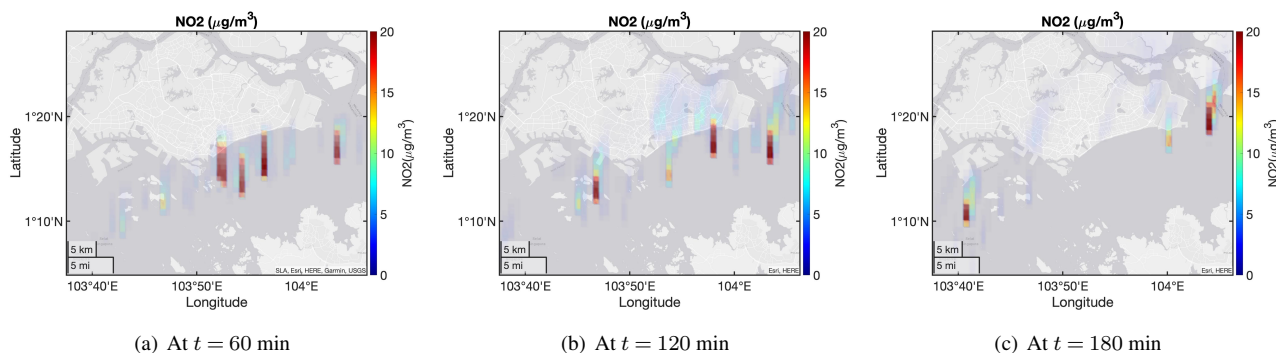 NO2 (μg/m³)
20
15
10
5
0
NO2(μg/m³)
1°20'N
1°10'N
Latitude
5 km
5 mi
SLA, Esri, HERE, Garmin, USGS
103°40'E
103°50'E
104°E
Longitude
(a) At t = 60 min
NO2 (μg/m³)
20
15
10
5
0
NO2(μg/m³)
1°20'N
1°10'N
Latitude
5 km
5 mi
Esri, HERE
103°40'E
103°50'E
104°E
Longitude
(b) At t = 120 min
NO2 (μg/m³)
20
15
10
5
0
NO2(μg/m³)
1°20'N
1°10'N
Latitude
5 km
5 mi
Esri, HERE
103°40'E
103°50'E
104°E
Longitude
(c) At t = 180 min